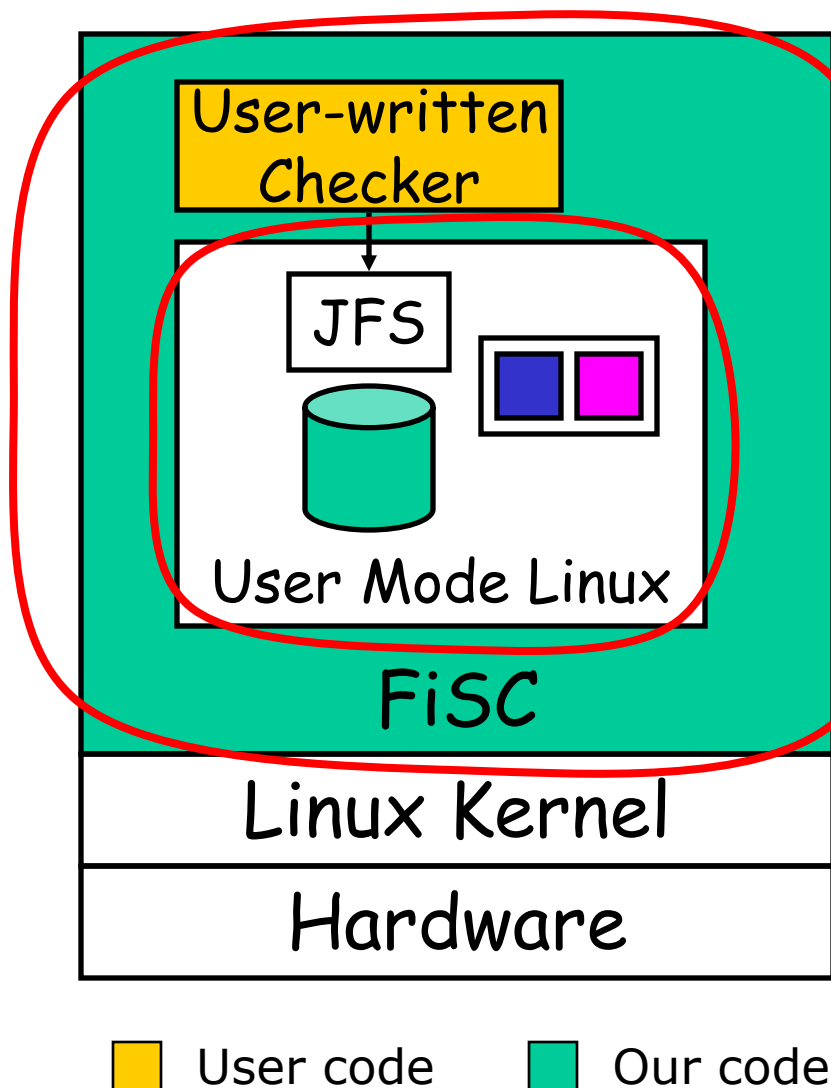 User-written
Checker
JFS
User Mode Linux
FiSC
Linux Kernel
Hardware
User code
Our code